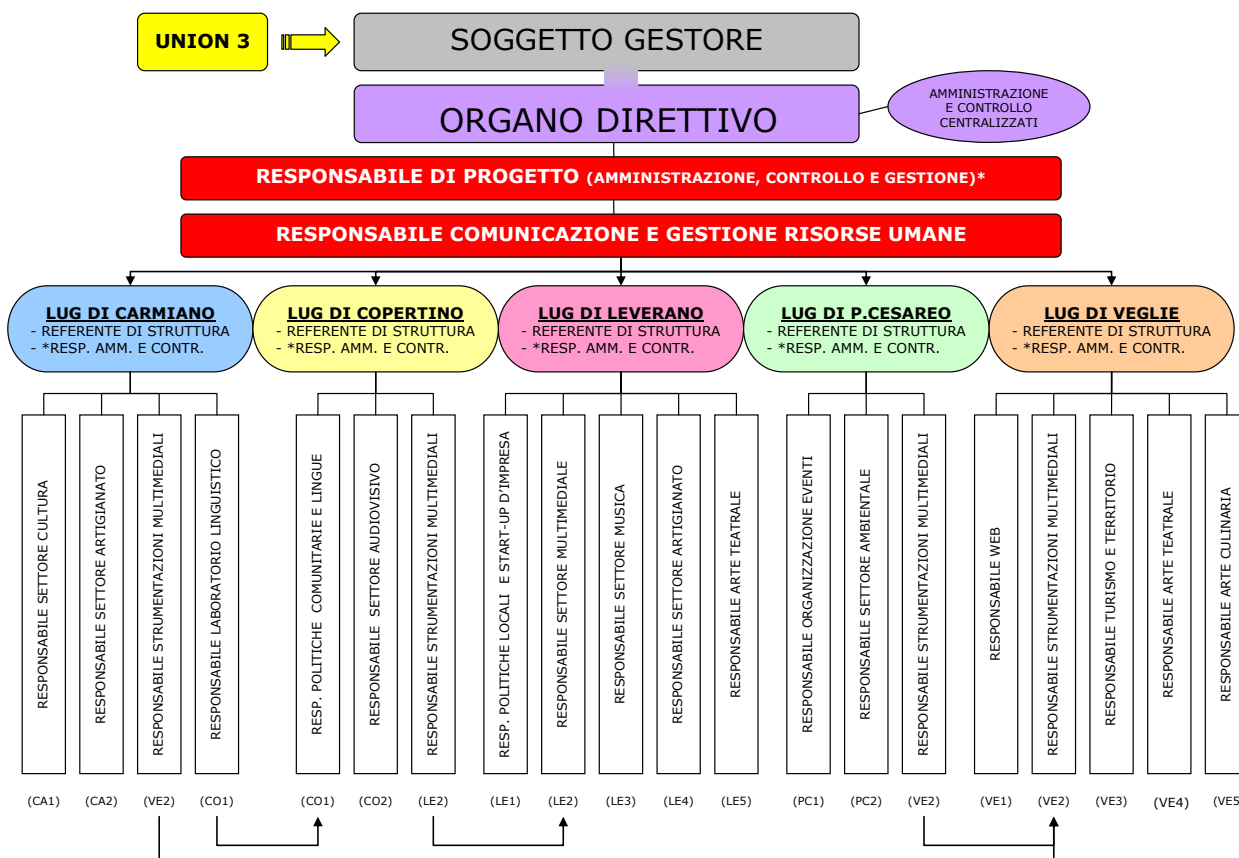 UNION 3
SOGGETTO GESTORE
ORGANO DIRETTIVO
AMMINISTRAZIONE
E CONTROLLO
CENTRALIZZATI
RESPONSABILE DI PROGETTO (AMMINISTRAZIONE, CONTROLLO E GESTIONE)*
RESPONSABILE COMUNICAZIONE E GESTIONE RISORSE UMANE
LUG DI CARMIANO
- REFERENTE DI STRUTTURA
- *RESP. AMM. E CONTR.
LUG DI COPERTINO
- REFERENTE DI STRUTTURA
- *RESP. AMM. E CONTR.
LUG DI LEVERANO
- REFERENTE DI STRUTTURA
- *RESP. AMM. E CONTR.
LUG DI P.CESAREO
- REFERENTE DI STRUTTURA
- *RESP. AMM. E CONTR.
LUG DI VEGLIE
- REFERENTE DI STRUTTURA
- *RESP. AMM. E CONTR.
RESPONSABILE SETTORE CULTURA
RESPONSABILE SETTORE ARTIGIANATO
RESPONSABILE STRUMENTAZIONI MULTIMEDIALI
RESPONSABILE LABORATORIO LINGUISTICO
RESP. POLITICHE COMUNITARIE E LINGUE
RESPONSABILE SETTORE AUDIOVISIVO
RESPONSABILE STRUMENTAZIONI MULTIMEDIALI
RESP. POLITICHE LOCALI E START-UP D'IMPRESA
RESPONSABILE SETTORE MULTIMEDIALE
RESPONSABILE SETTORE MUSICA
RESPONSABILE SETTORE ARTIGIANATO
RESPONSABILE ARTE TEATRALE
RESPONSABILE ORGANIZZAZIONE EVENTI
RESPONSABILE SETTORE AMBIENTALE
RESPONSABILE STRUMENTAZIONI MULTIMEDIALI
RESPONSABILE WEB
RESPONSABILE STRUMENTAZIONI MULTIMEDIALI
RESPONSABILE TURISMO E TERRITORIO
RESPONSABILE ARTE TEATRALE
RESPONSABILE ARTE CULINARIA
(CA1) (CA2) (VE2) (CO1) (CO1) (CO2) (LE2) (LE1) (LE2) (LE3) (LE4) (LE5) (PC1) (PC2) (VE2) (VE1) (VE2) (VE3) (VE4) (VE5